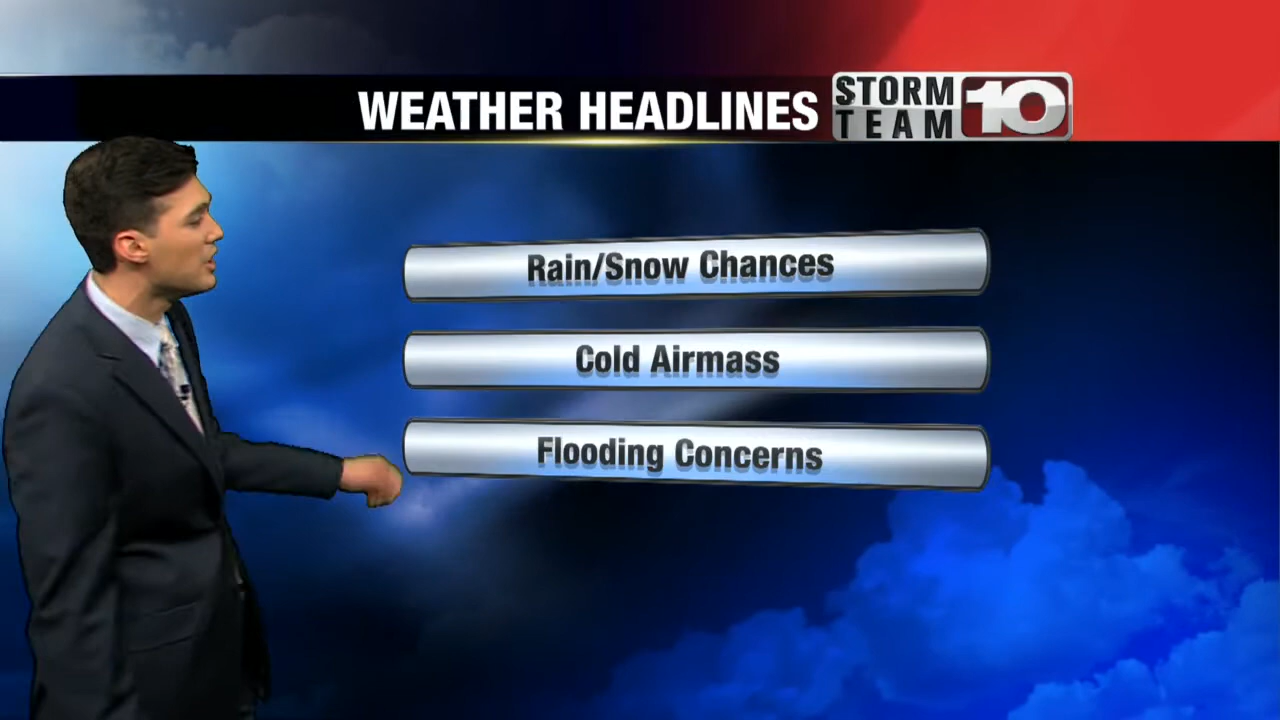 WEATHER HEADLINES
STORM
TEAM
10
Rain/Snow Chances
Cold Airmass
Flooding Concerns